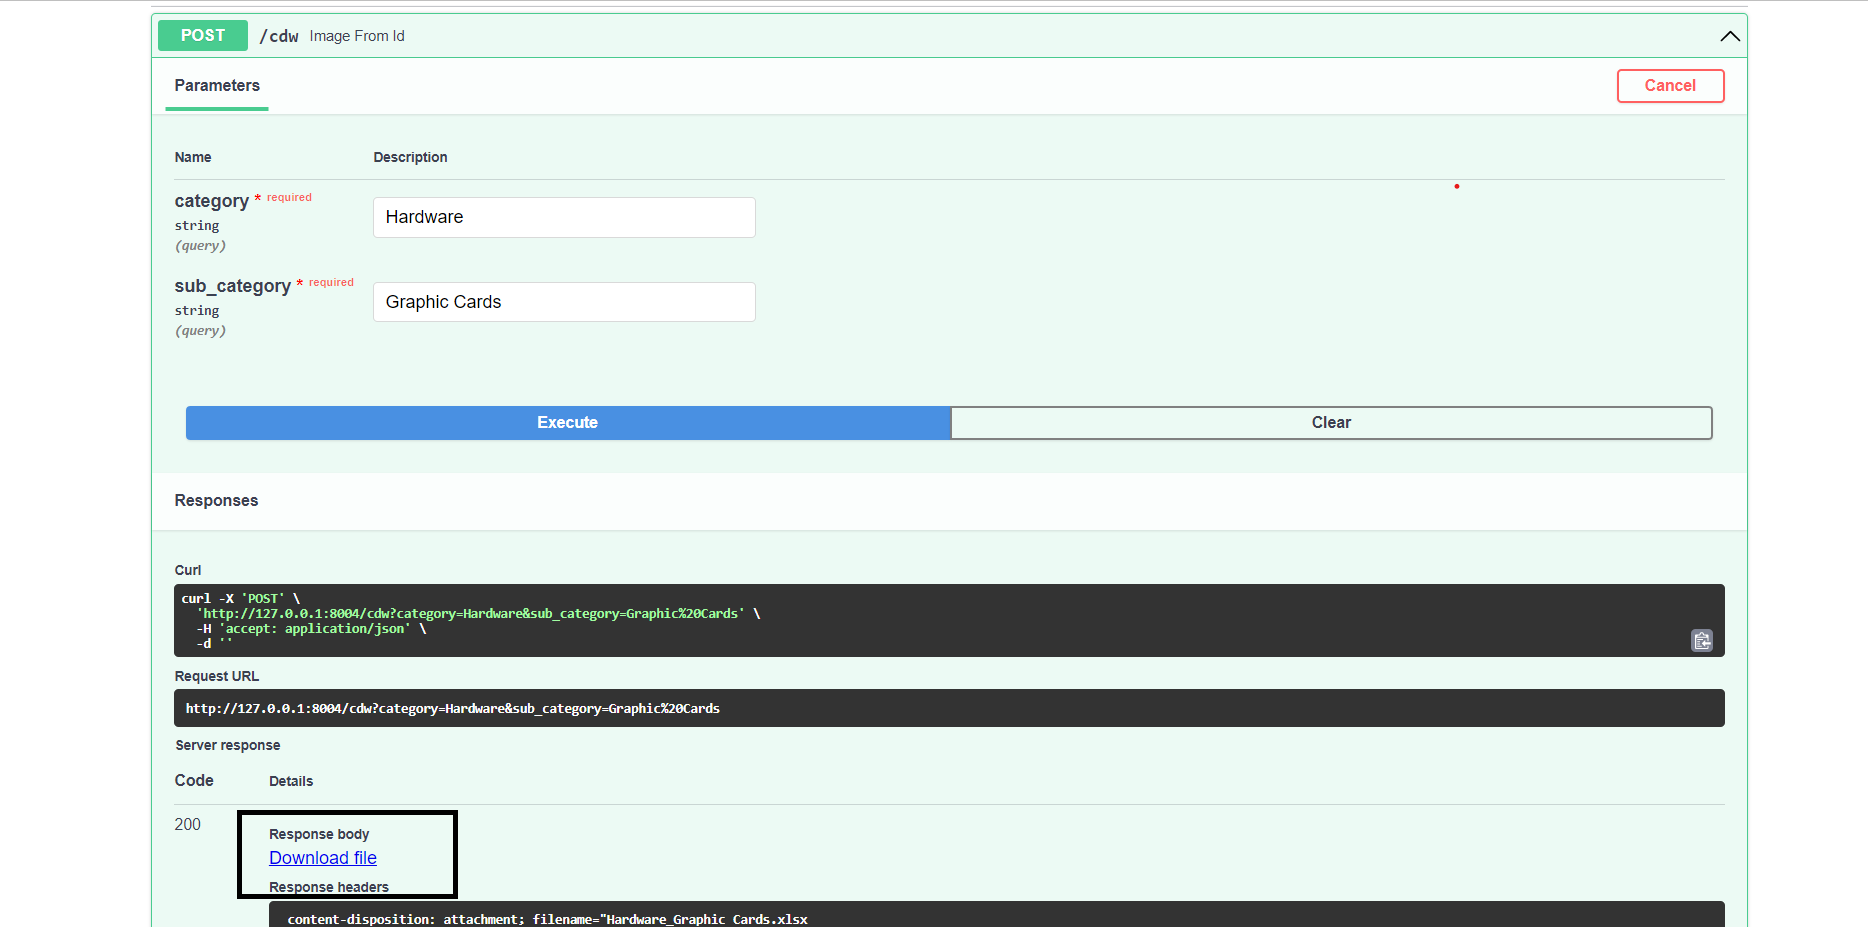 POST /cdw Image From Id
Parameters
Cancel
Name Description
category * required
string
(query)
Hardware
sub_category * required
string
(query)
Graphic Cards
Execute Clear
Responses
Curl
curl -X 'POST' \
'http://127.0.0.1:8004/cdw?category=Hardware&sub_category=Graphic%20Cards' \
-H 'accept: application/json' \
-d ''
Request URL
http://127.0.0.1:8004/cdw?category=Hardware&sub_category=Graphic%20Cards
Server response
Code Details
200
Response body
Download file
Response headers
content-disposition: attachment; filename="Hardware_Graphic Cards.xlsx